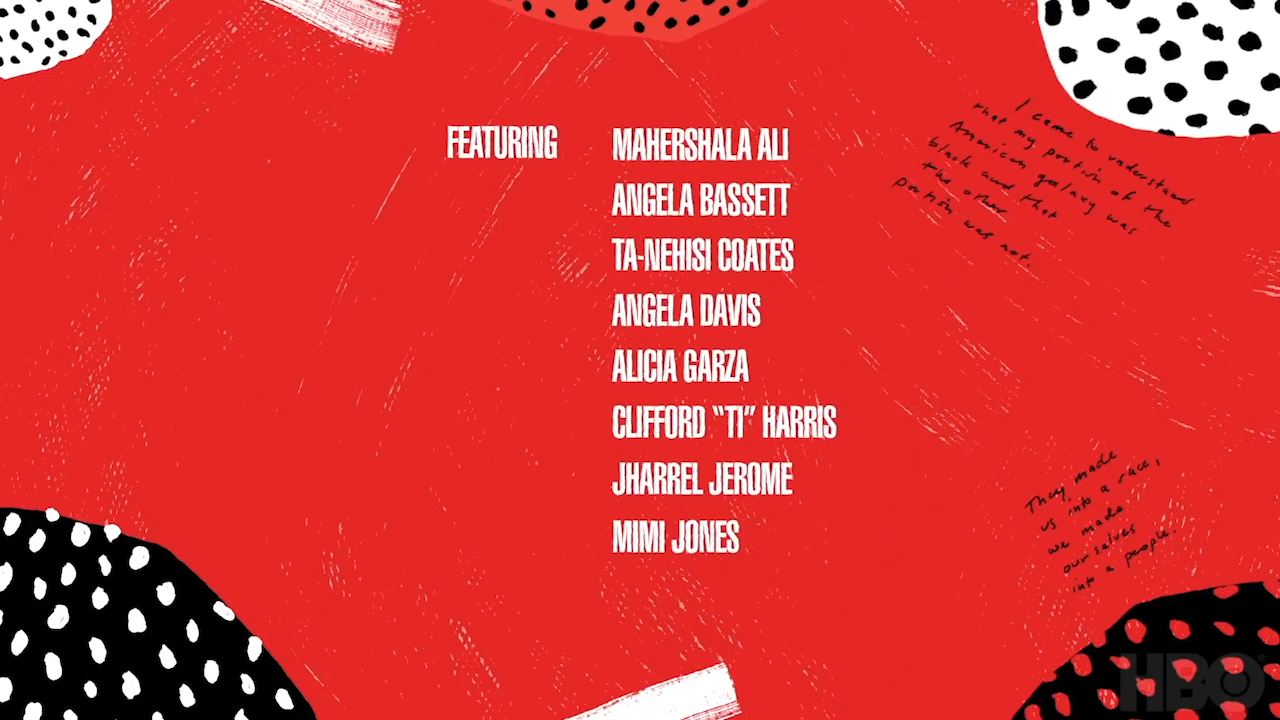 FEATURING
MAHERSHALA ALI
ANGELA BASSETT
TA-NEHISI COATES
ANGELA DAVIS
ALICIA GARZA
CLIFFORD "TI" HARRIS
JHARREL JEROME
MIMI JONES
I came to understand
that my portion of the
American galaxy was
black and that
the other
portion was not.
They made
us into a race,
we made
ourselves
into a people.
HBO